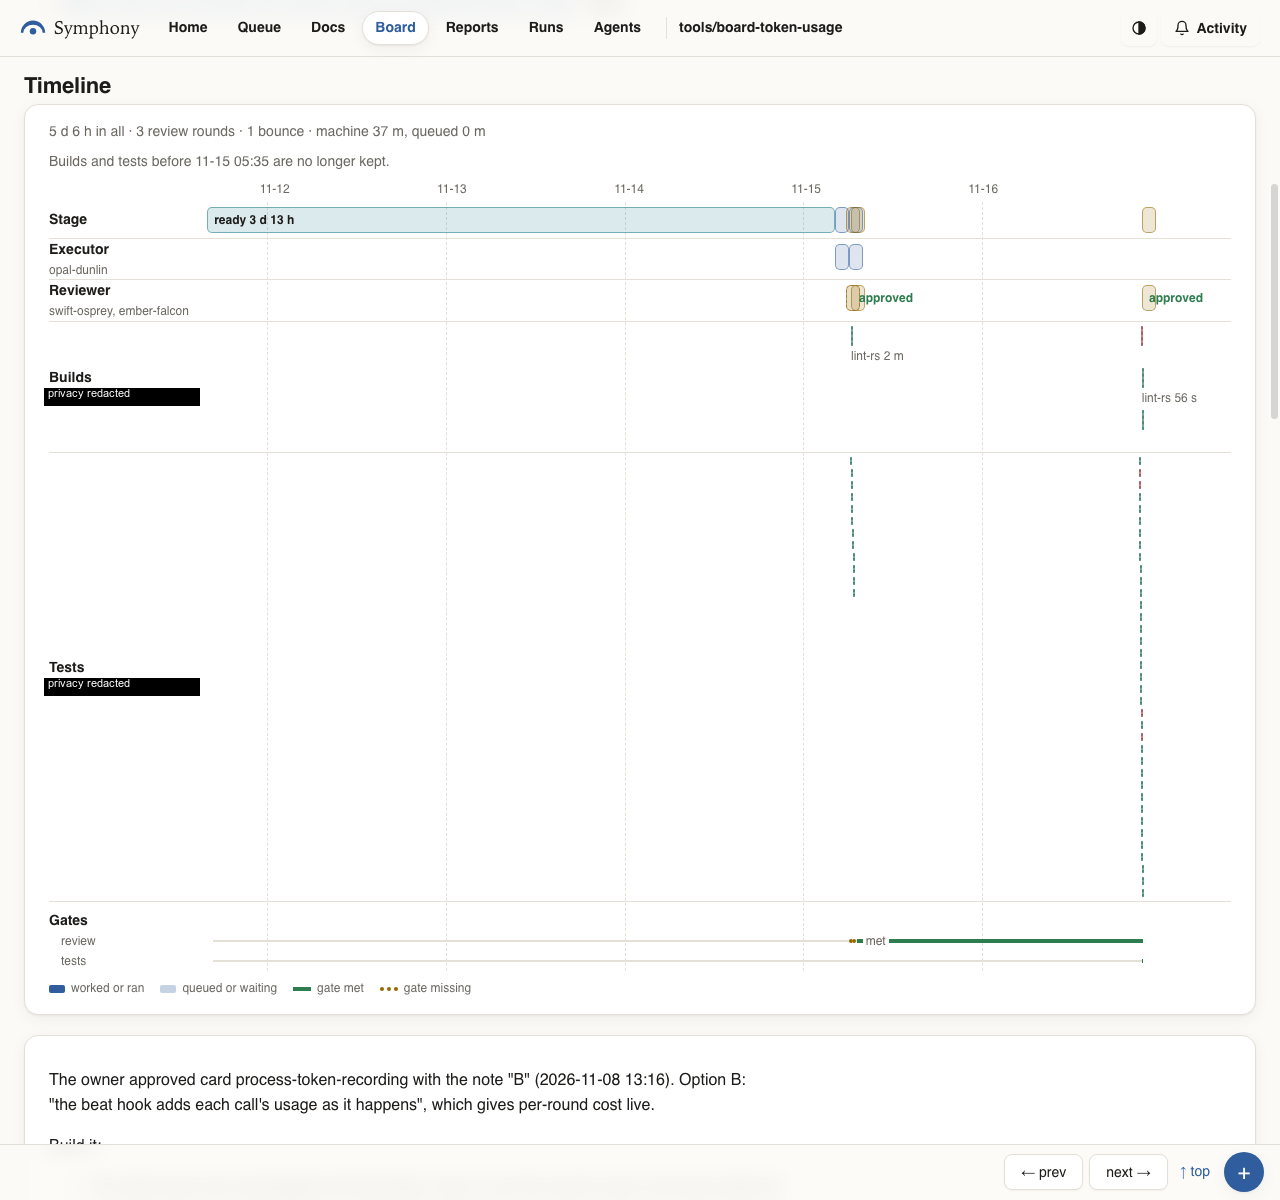 Symphony Home Queue Docs Board Reports Runs Agents tools/board-token-usage Activity
Timeline
5 d 6 h in all · 3 review rounds · 1 bounce · machine 37 m, queued 0 m
Builds and tests before 11-15 05:35 are no longer kept.
11-12 11-13 11-14 11-15 11-16
Stage ready 3 d 13 h
Executor
opal-dunlin
Reviewer approved approved
swift-osprey, ember-falcon
lint-rs 2 m
Builds
privacy redacted
lint-rs 56 s
Tests
privacy redacted
Gates
review met
tests
worked or ran queued or waiting gate met gate missing
The owner approved card process-token-recording with the note "B" (2026-11-08 13:16). Option B:
"the beat hook adds each call's usage as it happens", which gives per-round cost live.
Build it:
← prev next → ↑ top +